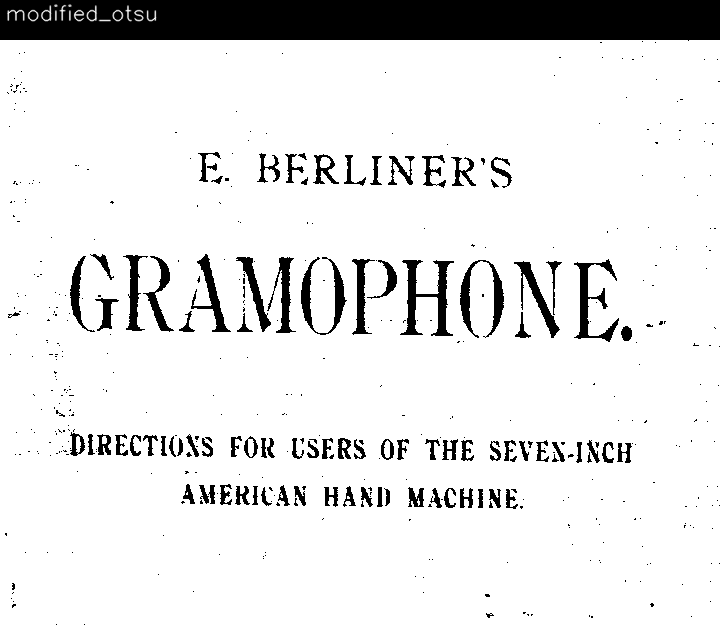 modified_otsu
E. BERLINER'S
GRAMOPHONE.
DIRECTIONS FOR USERS OF THE SEVEN-INCH
AMERICAN HAND MACHINE.